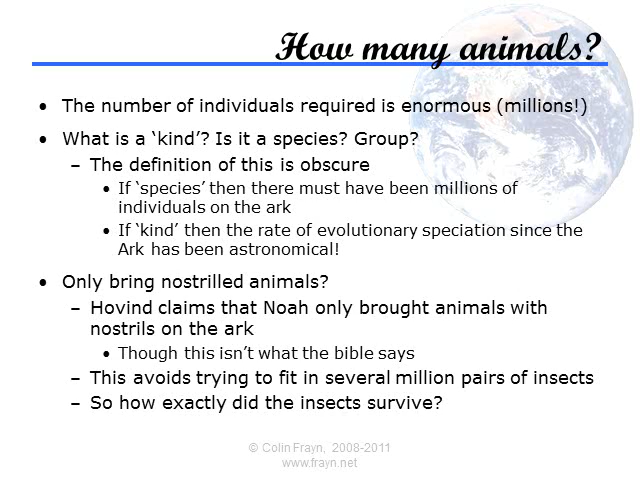 How many animals?
• The number of individuals required is enormous (millions!)
• What is a ‘kind’? Is it a species? Group?
– The definition of this is obscure
• If ‘species’ then there must have been millions of
individuals on the ark
• If ‘kind’ then the rate of evolutionary speciation since the
Ark has been astronomical!
• Only bring nostrilled animals?
– Hovind claims that Noah only brought animals with
nostrils on the ark
• Though this isn’t what the bible says
– This avoids trying to fit in several million pairs of insects
– So how exactly did the insects survive?
© Colin Frayn, 2008-2011
www.frayn.net